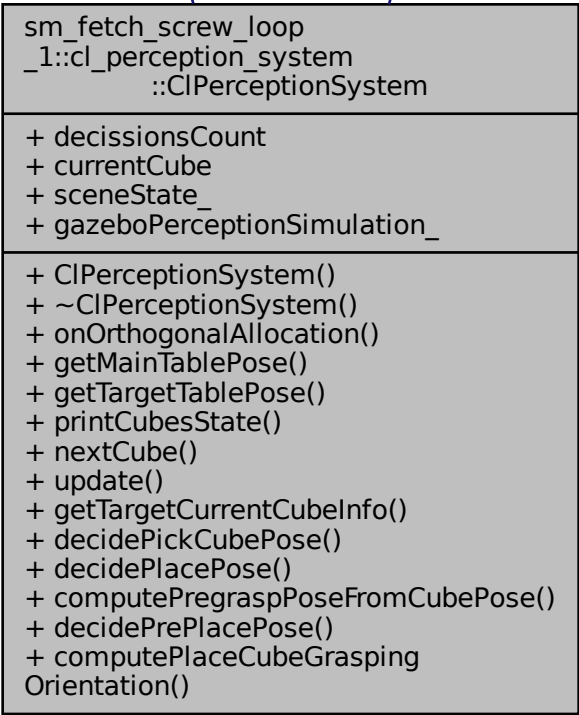 sm_fetch_screw_loop
_1::cl_perception_system
::ClPerceptionSystem
+ decissionsCount
+ currentCube
+ sceneState_
+ gazeboPerceptionSimulation_
+ ClPerceptionSystem()
+ ~ClPerceptionSystem()
+ onOrthogonalAllocation()
+ getMainTablePose()
+ getTargetTablePose()
+ printCubesState()
+ nextCube()
+ update()
+ getTargetCurrentCubeInfo()
+ decidePickCubePose()
+ decidePlacePose()
+ computePregraspPoseFromCubePose()
+ decidePrePlacePose()
+ computePlaceCubeGrasping
Orientation()